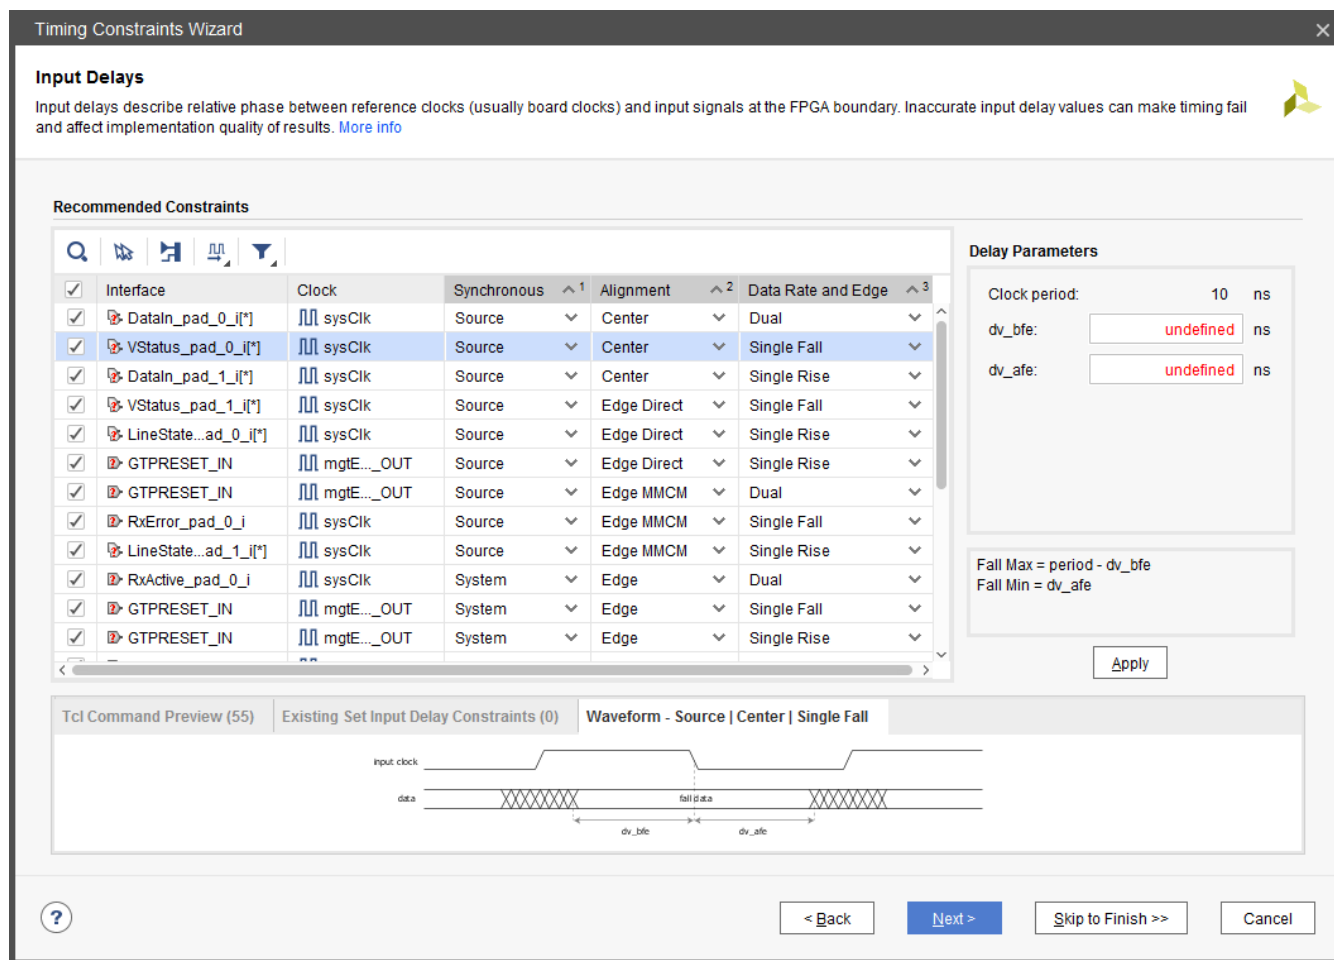 Timing Constraints Wizard
Input Delays
Input delays describe relative phase between reference clocks (usually board clocks) and input signals at the FPGA boundary. Inaccurate input delay values can make timing fail
and affect implementation quality of results. More info
Recommended Constraints
Interface Clock Synchronous 1 Alignment 2 Data Rate and Edge 3
DataIn_pad_0_i[*] sysClk Source Center Dual
VStatus_pad_0_i[*] sysClk Source Center Single Fall
DataIn_pad_1_i[*] sysClk Source Center Single Rise
VStatus_pad_1_i[*] sysClk Source Edge Direct Single Fall
LineState...ad_0_i[*] sysClk Source Edge Direct Single Rise
GTPRESET_IN mgtE..._OUT Source Edge Direct Single Rise
GTPRESET_IN mgtE..._OUT Source Edge MMCM Dual
RxError_pad_0_i sysClk Source Edge MMCM Single Fall
LineState...ad_1_i[*] sysClk Source Edge MMCM Single Rise
RxActive_pad_0_i sysClk System Edge Dual
GTPRESET_IN mgtE..._OUT System Edge Single Fall
GTPRESET_IN mgtE..._OUT System Edge Single Rise
Delay Parameters
Clock period: 10 ns
dv_bfe: undefined ns
dv_afe: undefined ns
Fall Max = period - dv_bfe
Fall Min = dv_afe
Apply
Tcl Command Preview (55) Existing Set Input Delay Constraints (0) Waveform - Source | Center | Single Fall
input clock
data fall data
dv_bfe dv_afe
? < Back Next > Skip to Finish >> Cancel